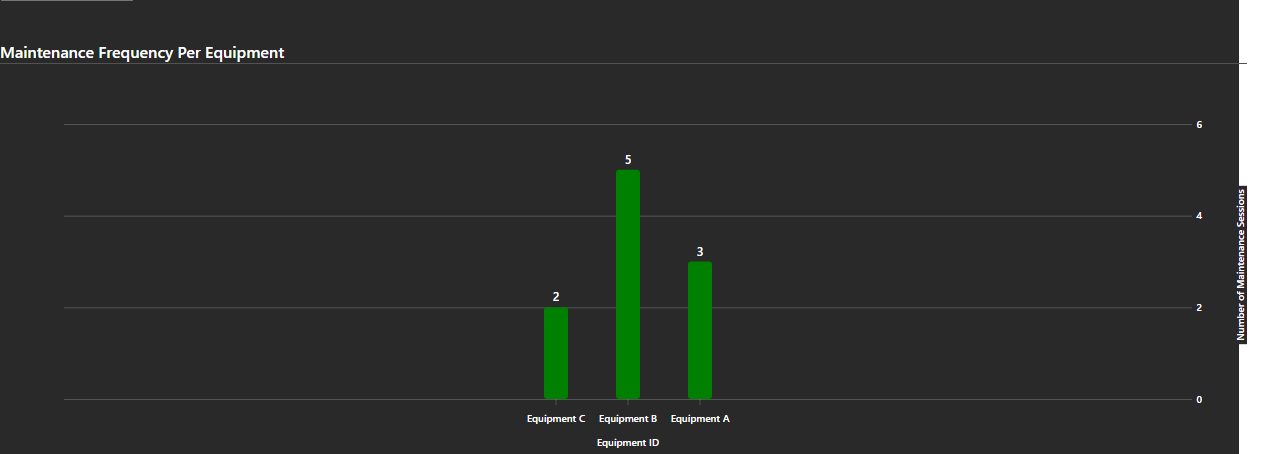 Maintenance Frequency Per Equipment
6
5
4
Number of Maintenance Sessions
3
2
2
0
Equipment C Equipment B Equipment A
Equipment ID